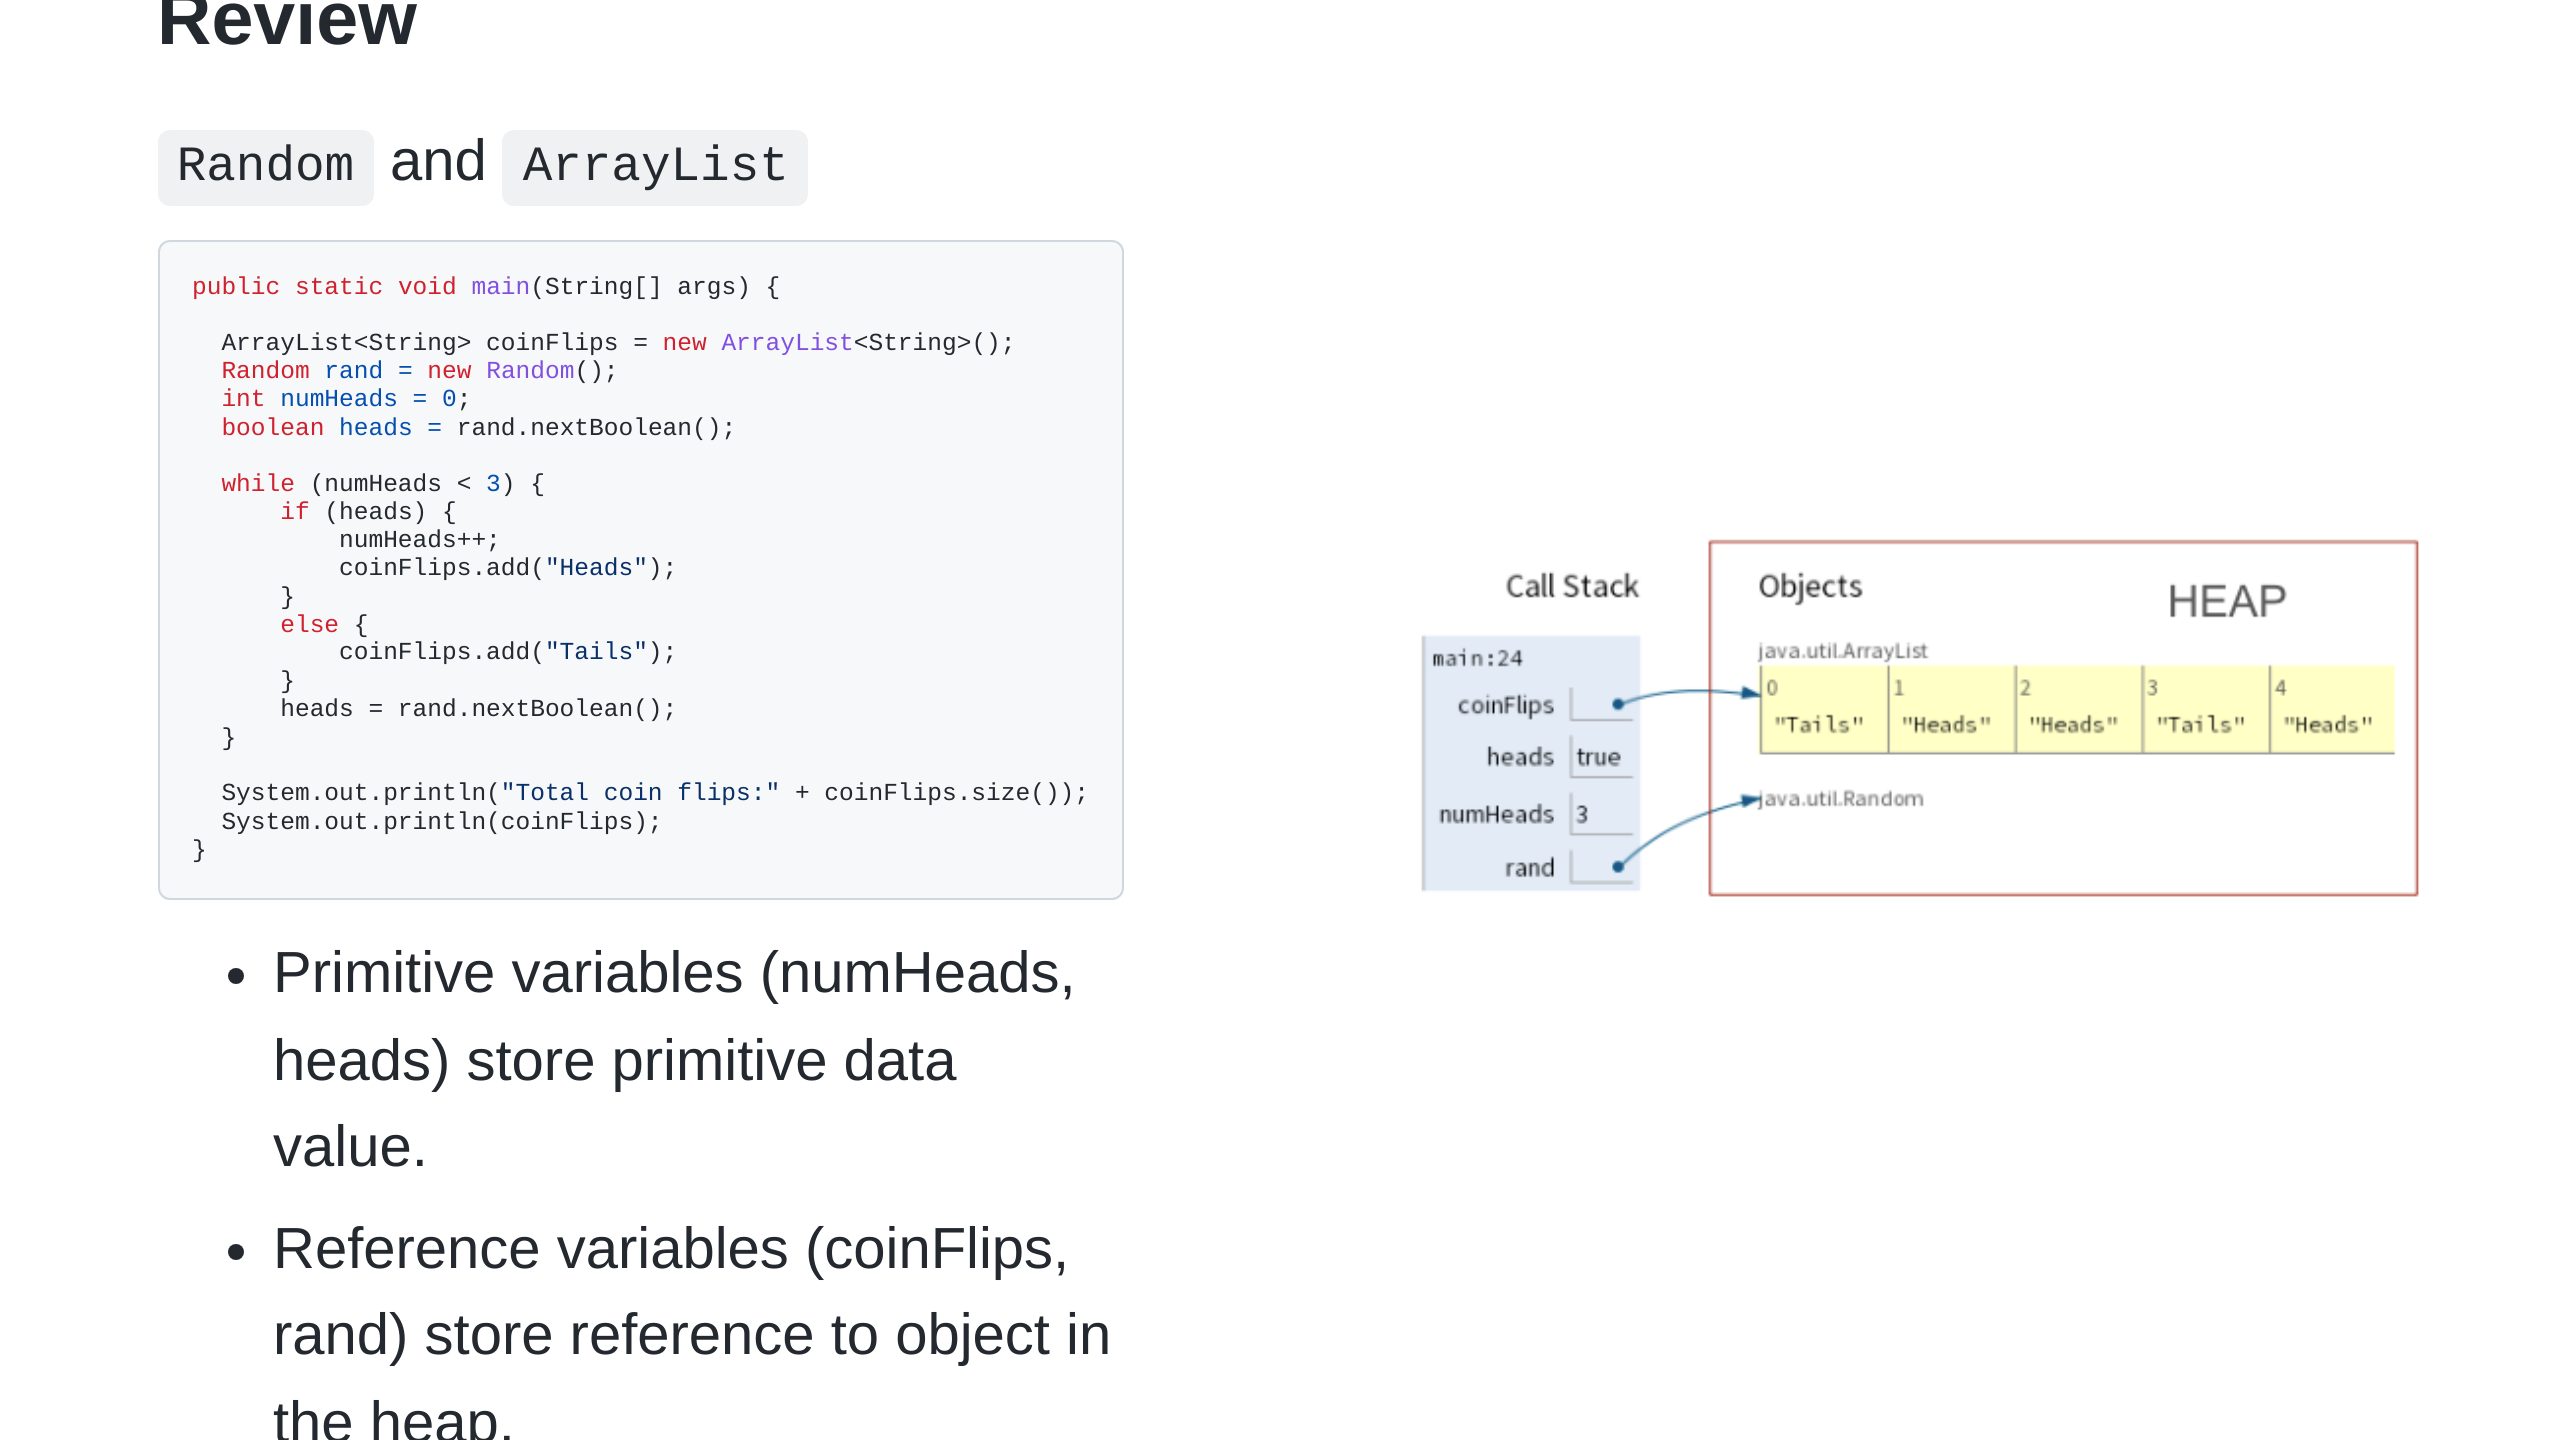 Review
Random and ArrayList
public static void main(String[] args) {
ArrayList<String> coinFlips = new ArrayList<String>();
Random rand = new Random();
int numHeads = 0;
boolean heads = rand.nextBoolean();
while (numHeads < 3) {
if (heads) {
numHeads++;
coinFlips.add("Heads");
}
else {
coinFlips.add("Tails");
}
heads = rand.nextBoolean();
}
System.out.println("Total coin flips:" + coinFlips.size());
System.out.println(coinFlips);
}
Primitive variables (numHeads,
heads) store primitive data
value.
Reference variables (coinFlips,
rand) store reference to object in
the heap.
Call Stack
main:24
coinFlips
heads true
numHeads 3
rand
Objects
HEAP
java.util.ArrayList
0 1 2 3 4
"Tails" "Heads" "Heads" "Tails" "Heads"
java.util.Random